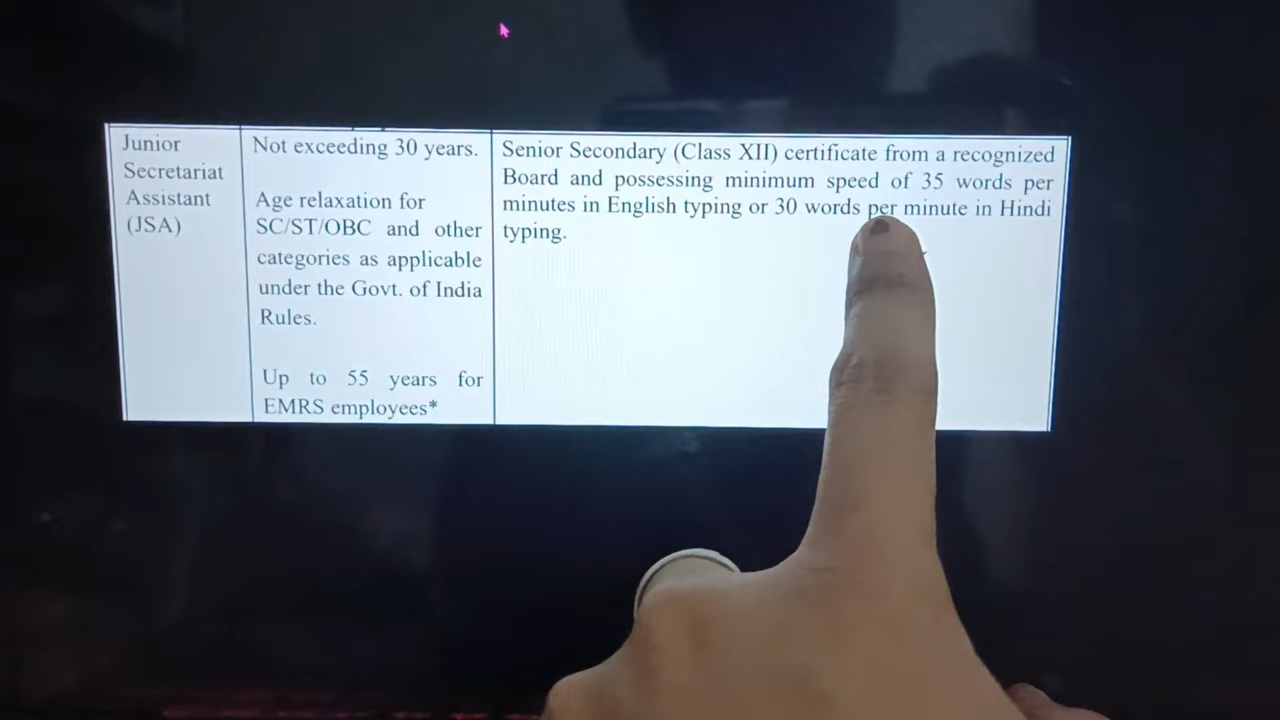 Junior
Secretariat
Assistant
(JSA)
Not exceeding 30 years.
Age relaxation for
SC/ST/OBC and other
categories as applicable
under the Govt. of India
Rules.
Up to 55 years for
EMRS employees*
Senior Secondary (Class XII) certificate from a recognized
Board and possessing minimum speed of 35 words per
minutes in English typing or 30 words per minute in Hindi
typing.